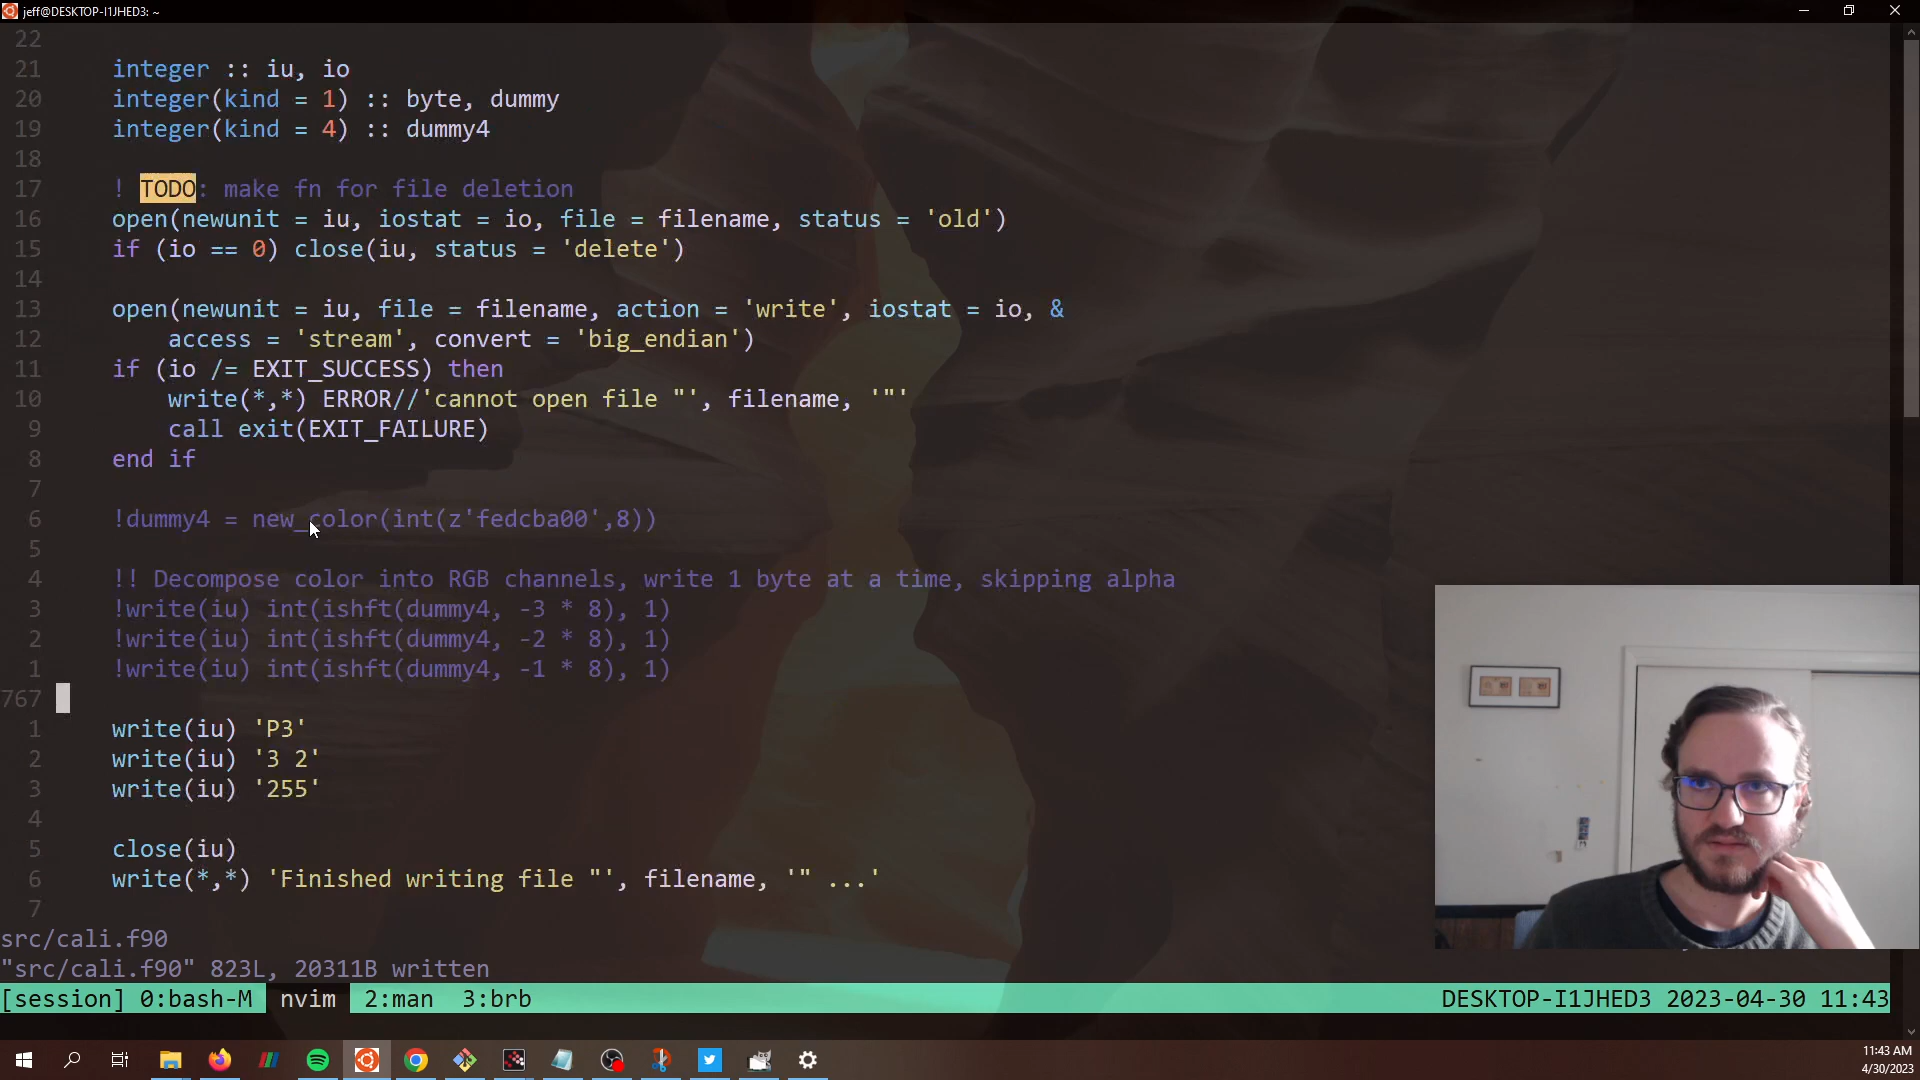 jeff@DESKTOP-I1JHED3: ~
22
21 integer :: iu, io
20 integer(kind = 1) :: byte, dummy
19 integer(kind = 4) :: dummy4
18
17 ! TODO: make fn for file deletion
16 open(newunit = iu, iostat = io, file = filename, status = 'old')
15 if (io == 0) close(iu, status = 'delete')
14
13 open(newunit = iu, file = filename, action = 'write', iostat = io, &
12 access = 'stream', convert = 'big_endian')
11 if (io /= EXIT_SUCCESS) then
10 write(*,*) ERROR//'cannot open file "', filename, '"'
9 call exit(EXIT_FAILURE)
8 end if
7
6 !dummy4 = new_color(int(z'fedcba00',8))
5
4 !! Decompose color into RGB channels, write 1 byte at a time, skipping alpha
3 !write(iu) int(ishft(dummy4, -3 * 8), 1)
2 !write(iu) int(ishft(dummy4, -2 * 8), 1)
1 !write(iu) int(ishft(dummy4, -1 * 8), 1)
767
1 write(iu) 'P3'
2 write(iu) '3 2'
3 write(iu) '255'
4
5 close(iu)
6 write(*,*) 'Finished writing file "', filename, '" ...'
7
src/cali.f90
"src/cali.f90" 823L, 20311B written
[session] 0:bash-M nvim 2:man 3:brb DESKTOP-I1JHED3 2023-04-30 11:43
11:43 AM
4/30/2023